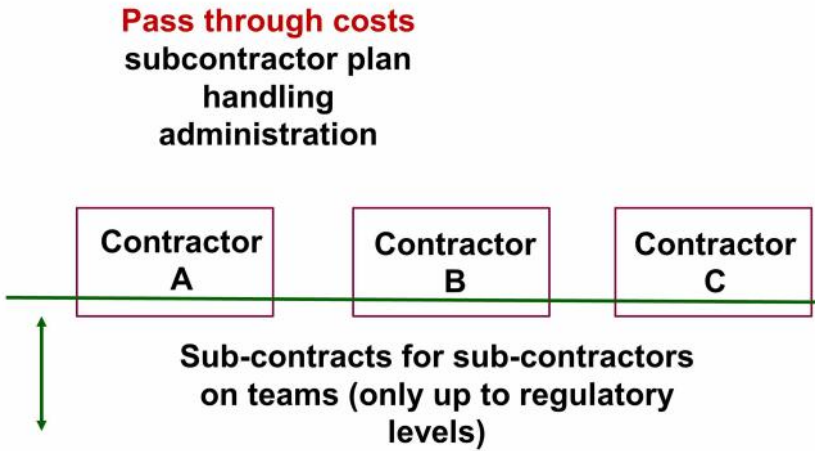 Pass through costs
subcontractor plan
handling
administration
Contractor
A
Contractor
B
Contractor
C
Sub-contracts for sub-contractors
on teams (only up to regulatory
levels)